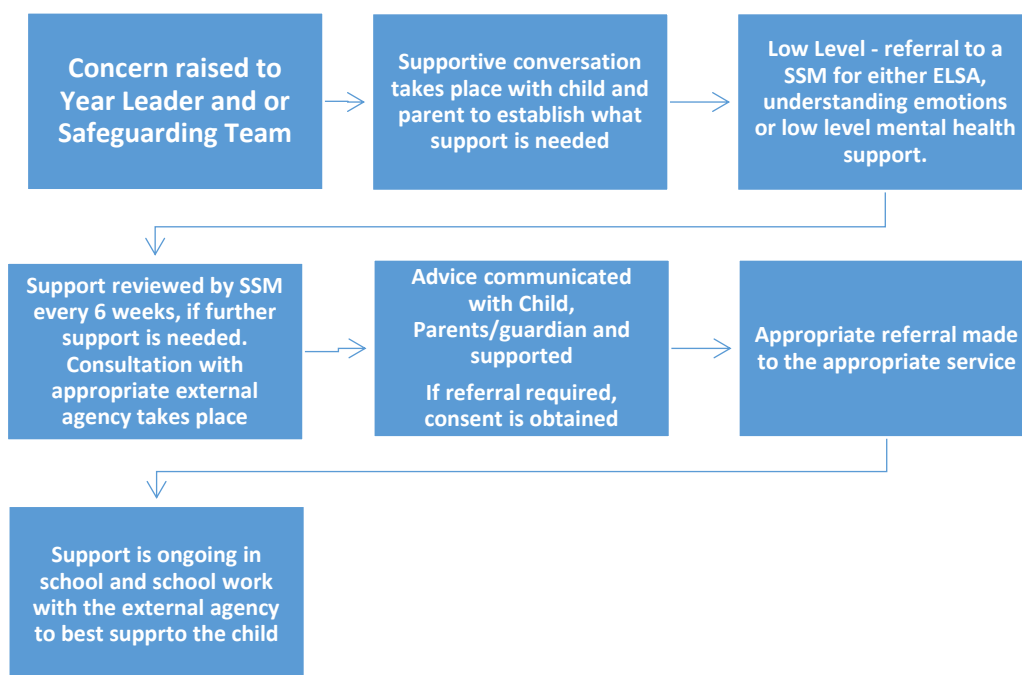 Concern raised to
Year Leader and or
Safeguarding Team
Supportive conversation
takes place with child and
parent to establish what
support is needed
Low Level - referral to a
SSM for either ELSA,
understanding emotions
or low level mental health
support.
Support reviewed by SSM
every 6 weeks, if further
support is needed.
Consultation with
appropriate external
agency takes place
Advice communicated
with Child,
Parents/guardian and
supported
If referral required,
consent is obtained
Appropriate referral made
to the appropriate service
Support is ongoing in
school and school work
with the external agency
to best supprto the child